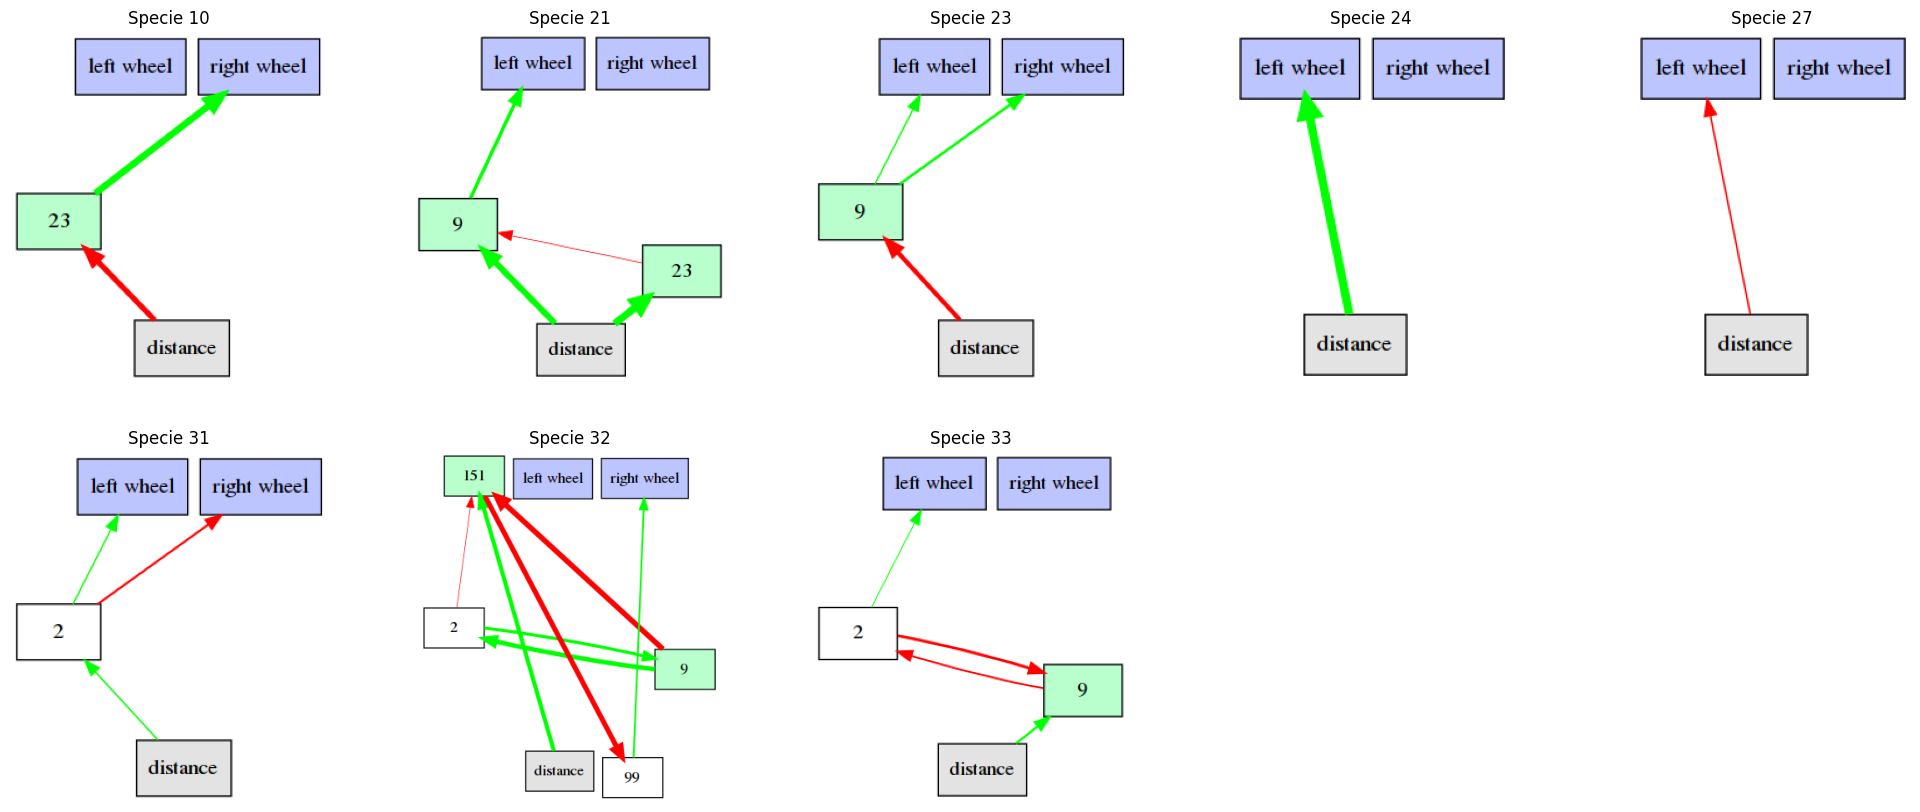 Specie 10
left wheel
right wheel
23
distance
Specie 21
left wheel
right wheel
9
23
distance
Specie 23
left wheel
right wheel
9
distance
Specie 24
left wheel
right wheel
distance
Specie 27
left wheel
right wheel
distance
Specie 31
left wheel
right wheel
2
distance
Specie 32
151
left wheel
right wheel
2
9
distance
99
Specie 33
left wheel
right wheel
2
9
distance